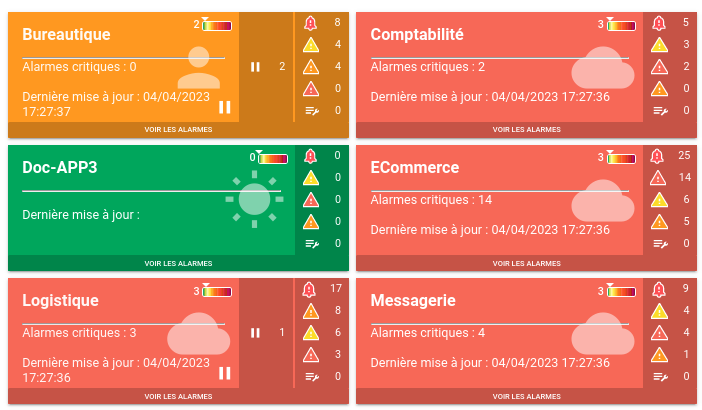 Bureautique
2
Alarmes critiques : 0
Dernière mise à jour : 04/04/2023
17:27:37
2
8
4
4
0
0
VOIR LES ALARMES
Comptabilité
3
Alarmes critiques : 2
Dernière mise à jour : 04/04/2023 17:27:36
5
3
2
0
0
VOIR LES ALARMES
Doc-APP3
0
Dernière mise à jour :
0
0
0
0
0
VOIR LES ALARMES
ECommerce
3
Alarmes critiques : 14
Dernière mise à jour : 04/04/2023 17:27:36
25
14
6
5
0
VOIR LES ALARMES
Logistique
3
Alarmes critiques : 3
Dernière mise à jour : 04/04/2023
17:27:36
1
17
8
6
3
0
VOIR LES ALARMES
Messagerie
3
Alarmes critiques : 4
Dernière mise à jour : 04/04/2023 17:27:36
9
4
4
1
0
VOIR LES ALARMES